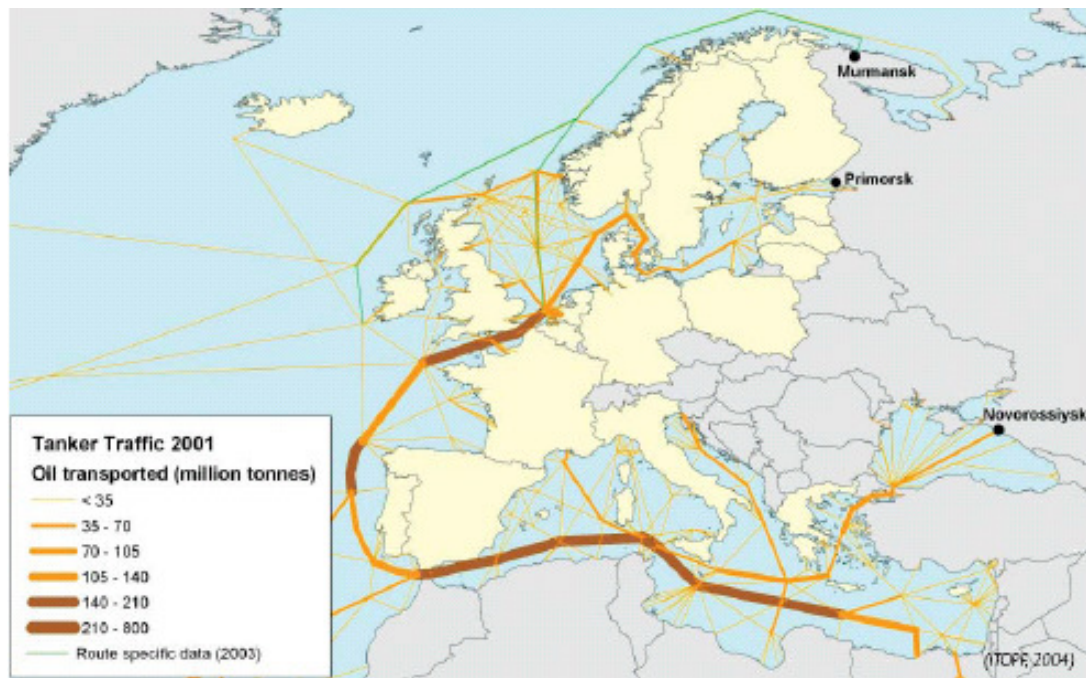 Murmansk
Primorsk
Novorossiysk
Tanker Traffic 2001
Oil transported (million tonnes)
< 35
35 - 70
70 - 105
105 - 140
140 - 210
210 - 800
Route specific data (2003)
(ITOPF, 2004)